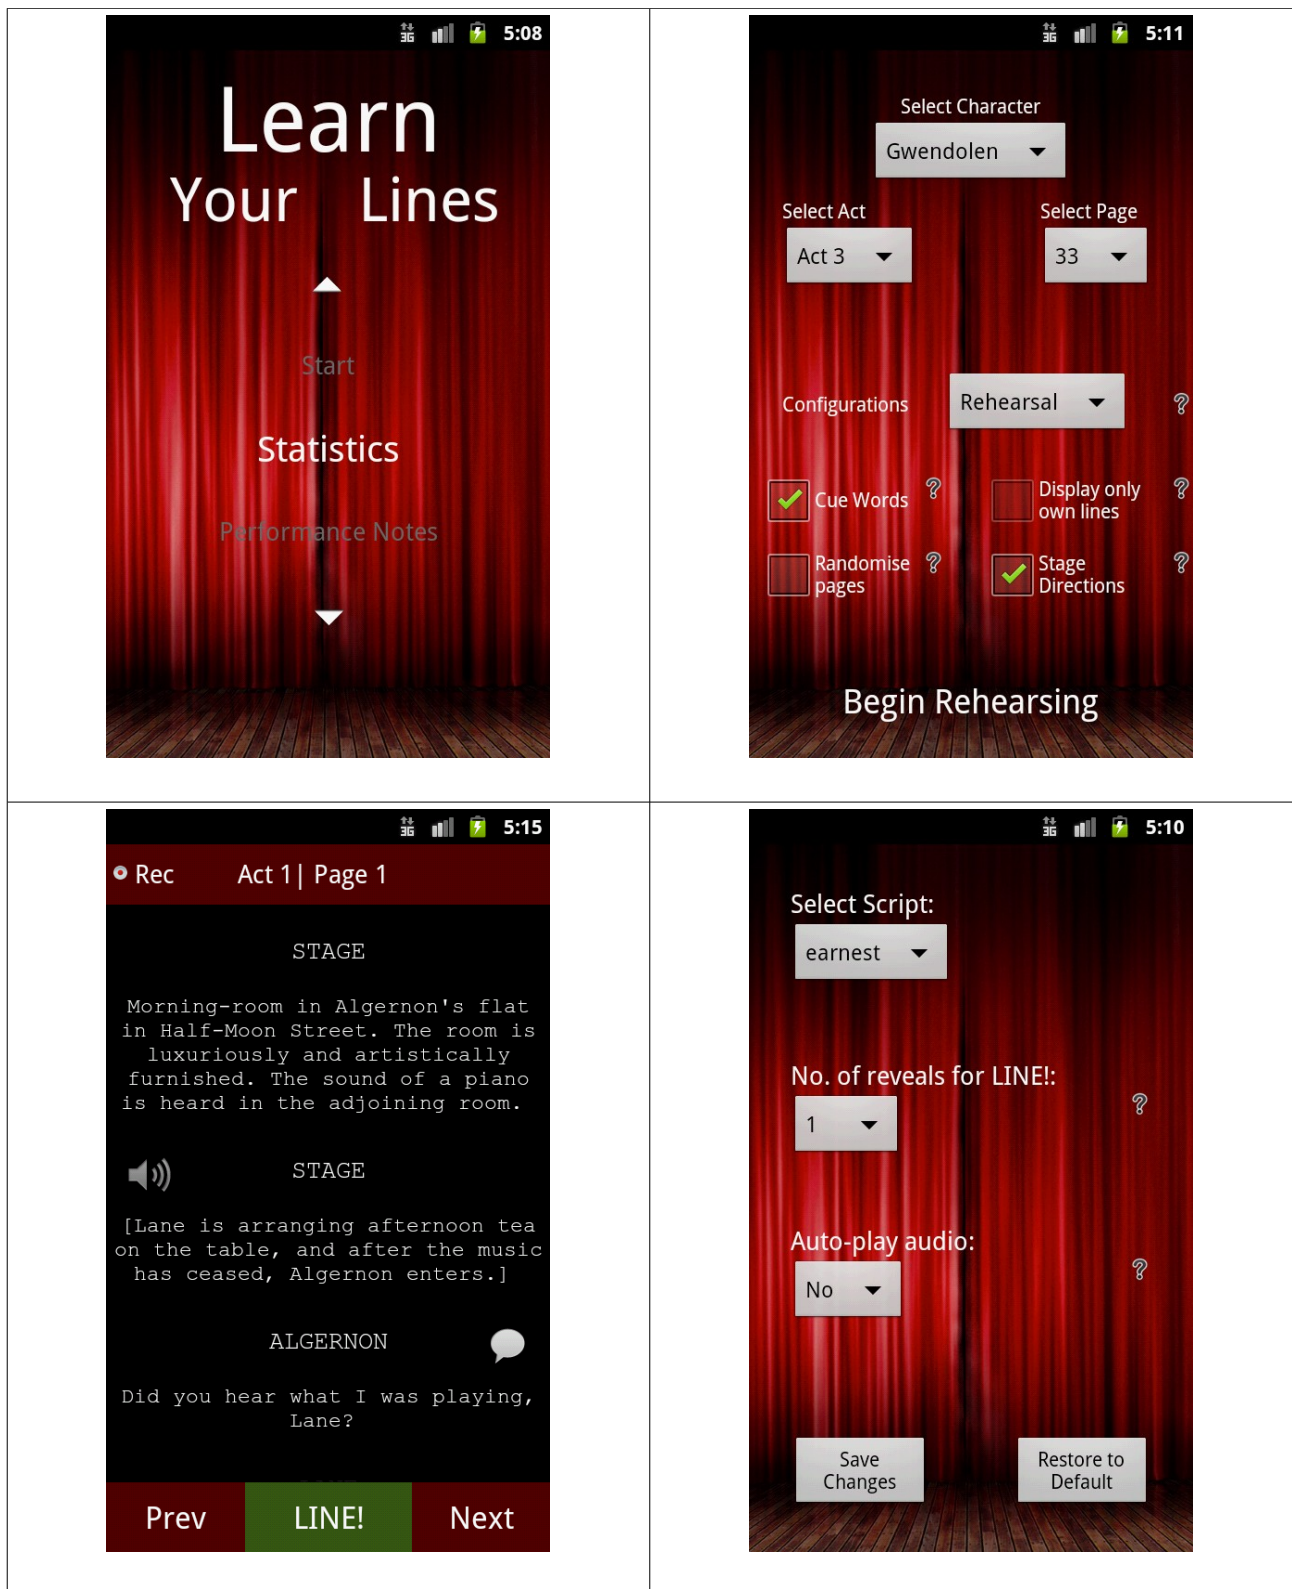 3G 5:08
Learn
Your Lines
Start
Statistics
Performance Notes
3G 5:11
Select Character
Gwendolen
Select Act Select Page
Act 3 33
Configurations Rehearsal ?
Cue Words ? Display only ?
own lines
Randomise ? Stage ?
pages Directions
Begin Rehearsing
3G 5:15
Rec Act 1| Page 1
STAGE
Morning-room in Algernon's flat
in Half-Moon Street. The room is
luxuriously and artistically
furnished. The sound of a piano
is heard in the adjoining room.
STAGE
[Lane is arranging afternoon tea
on the table, and after the music
has ceased, Algernon enters.]
ALGERNON
Did you hear what I was playing,
Lane?
Prev LINE! Next
3G 5:10
Select Script:
earnest
No. of reveals for LINE!:
1 ?
Auto-play audio:
No ?
Save Restore to
Changes Default